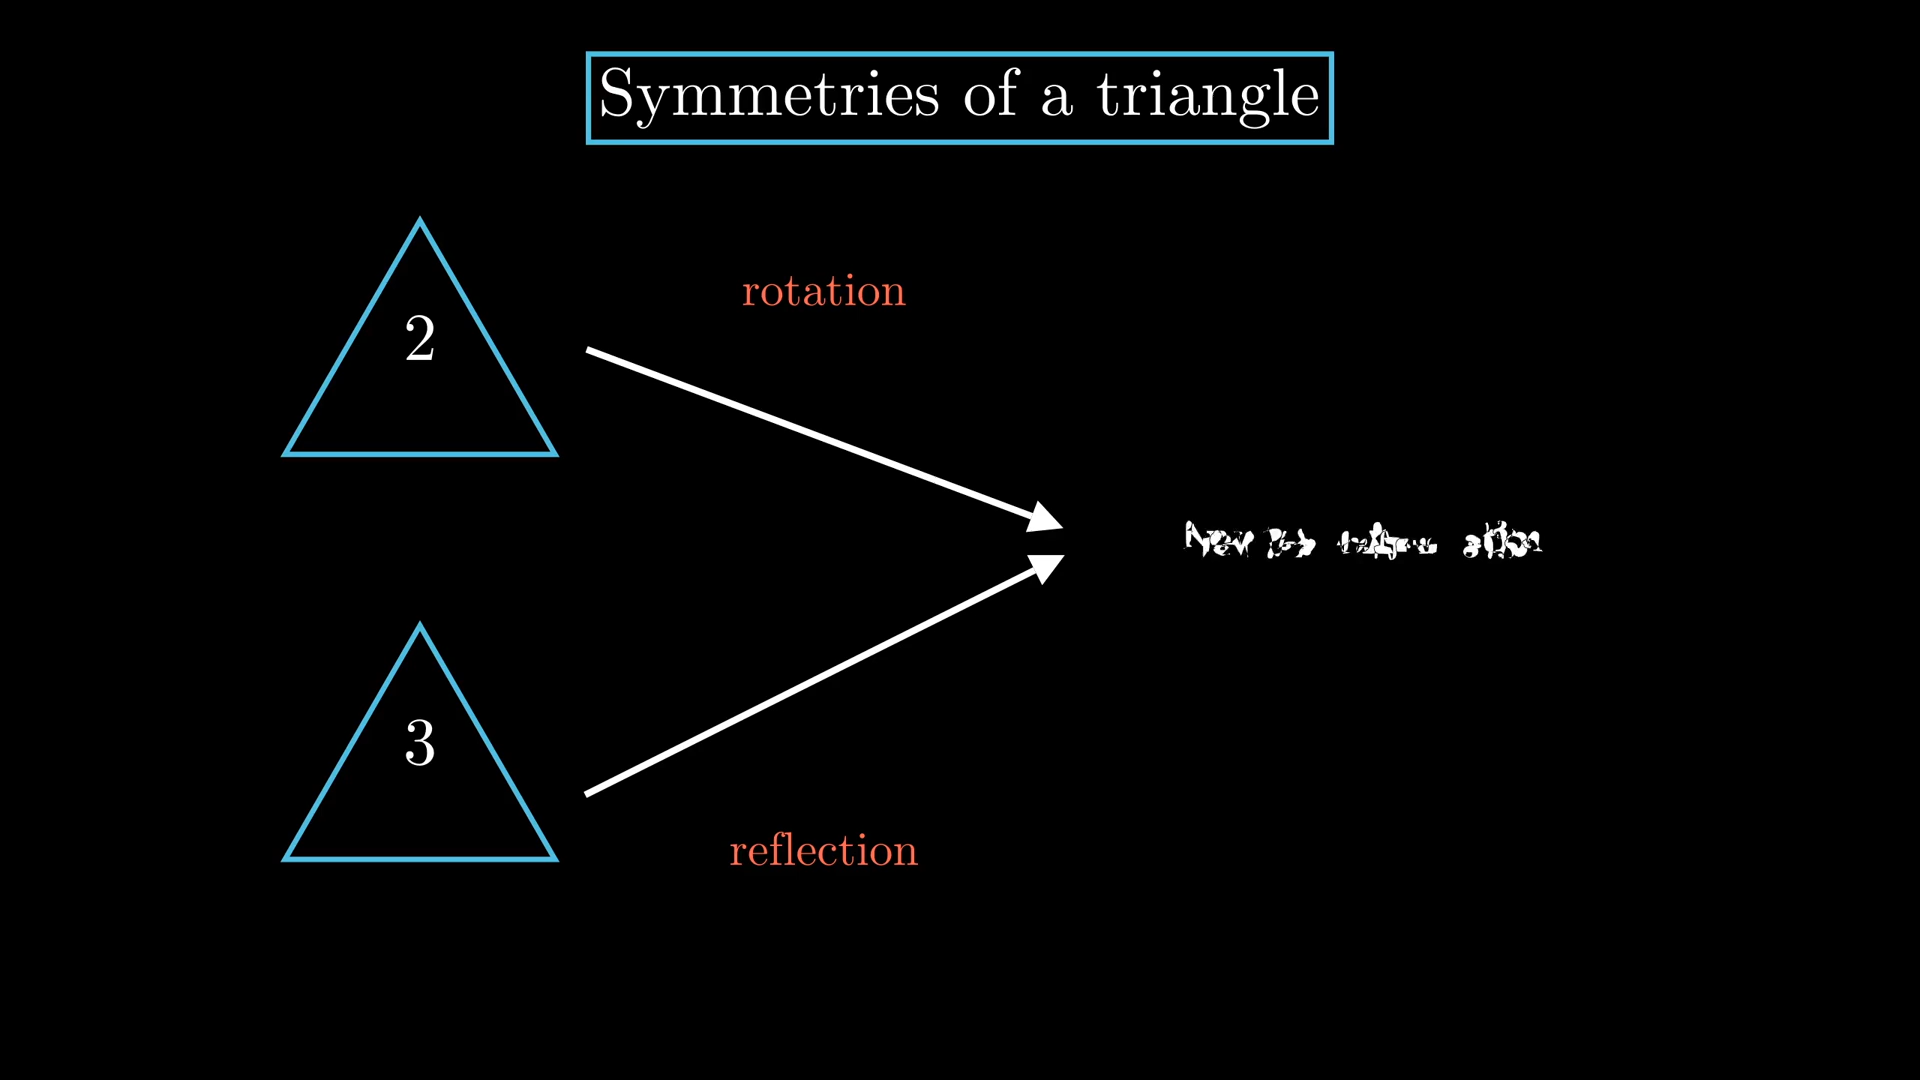 Symmetries of a triangle
2
rotation
3
reflection